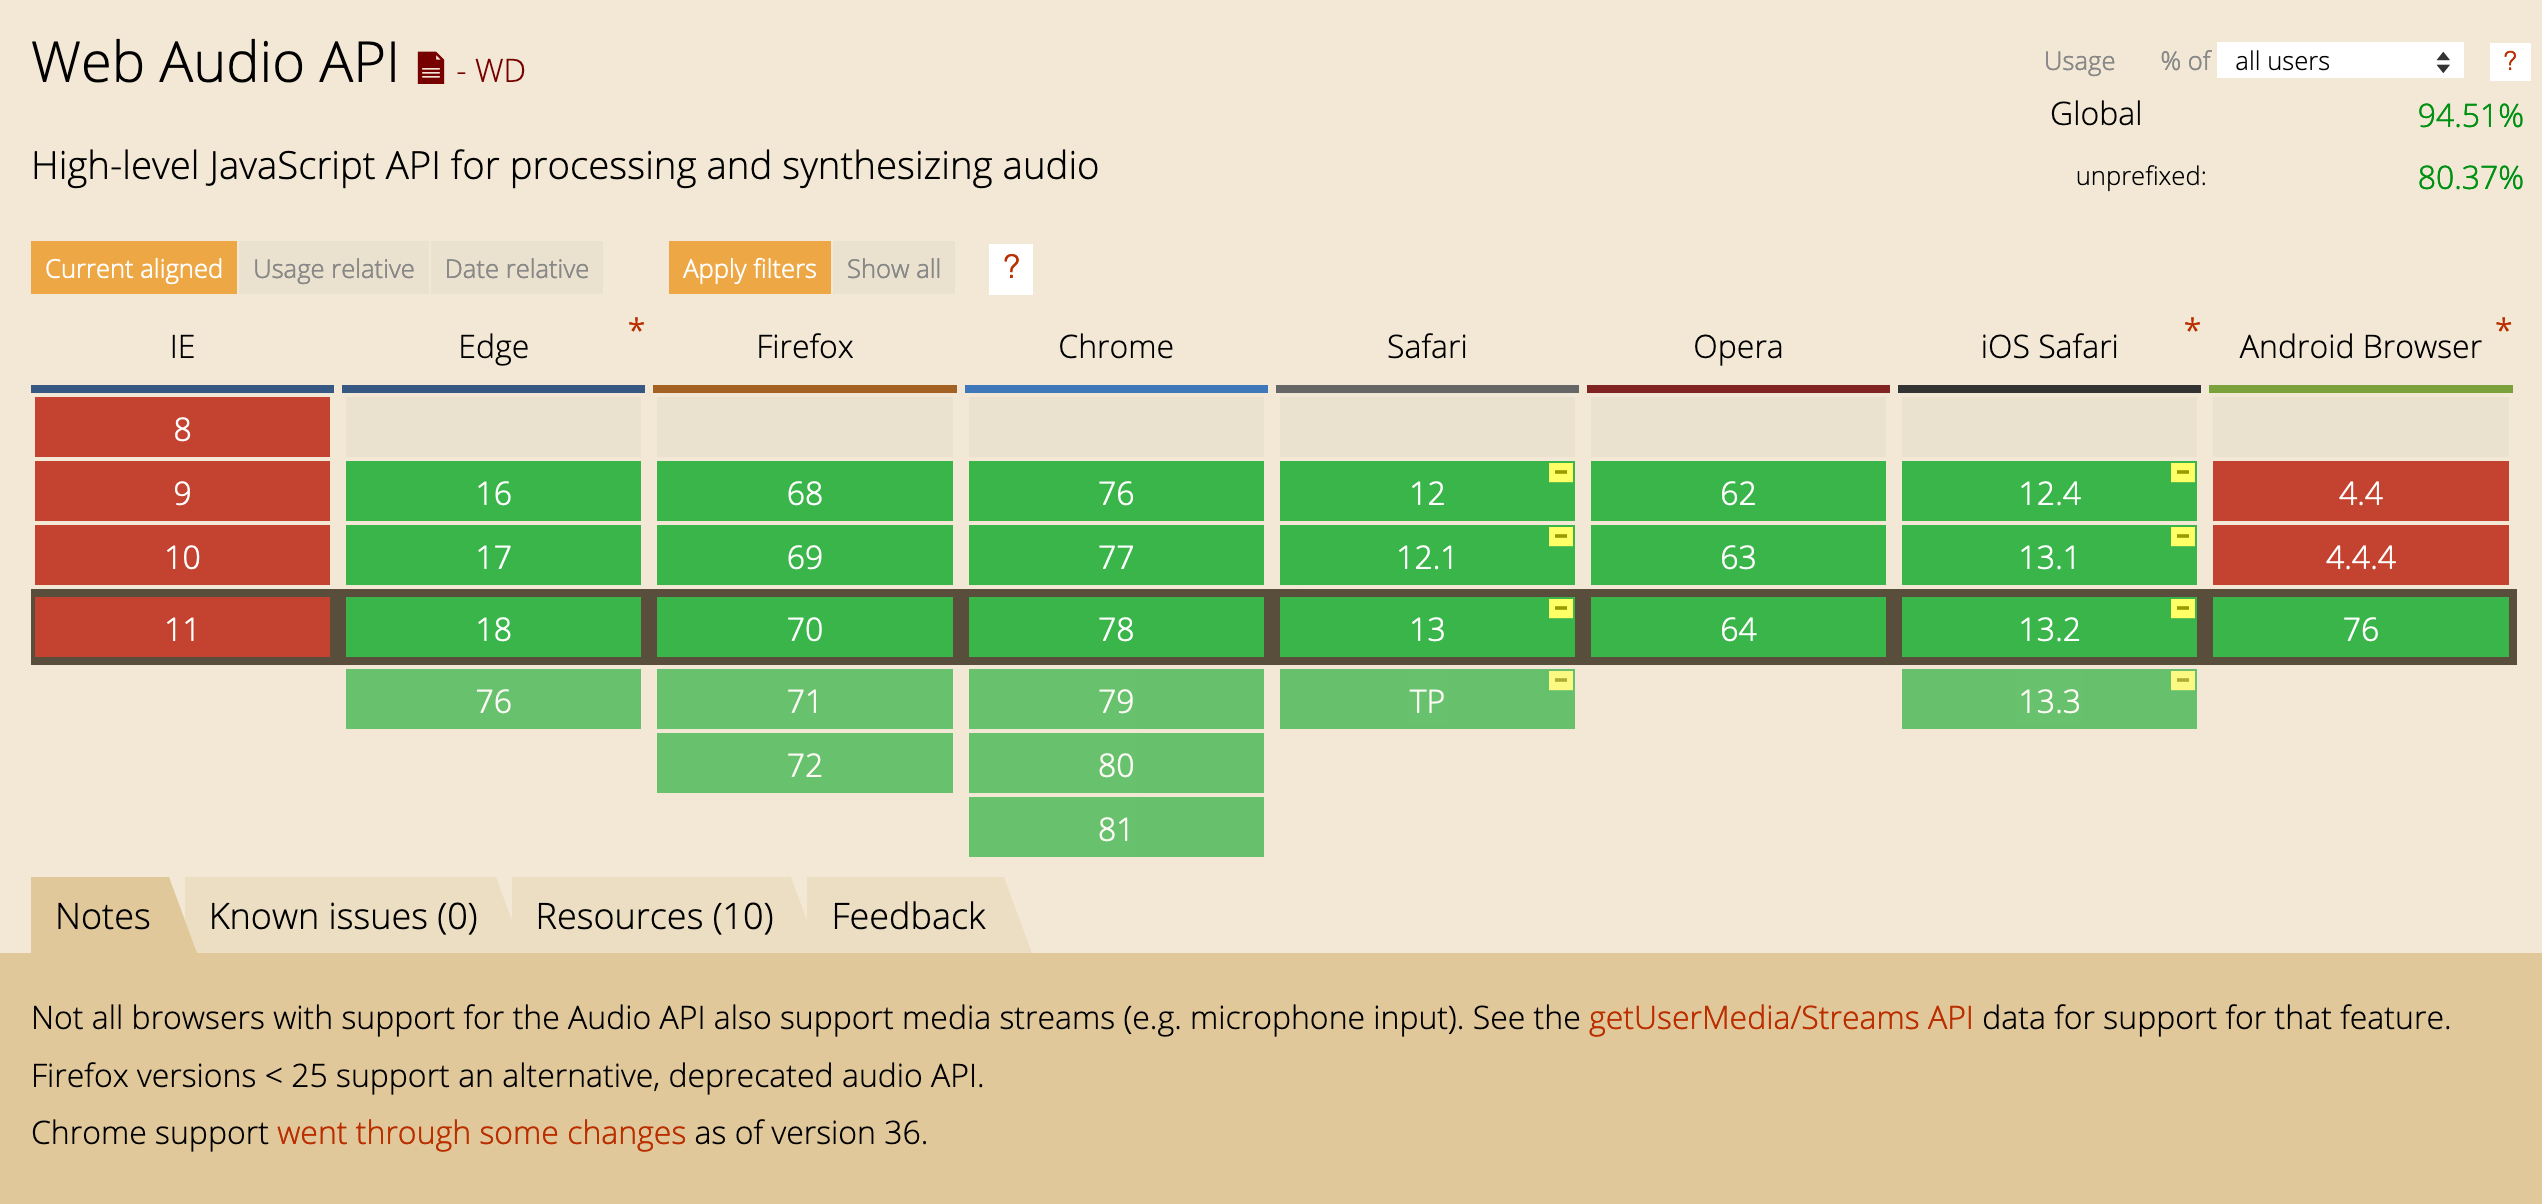 Web Audio API - WD
Usage % of all users ?
Global 94.51%
unprefixed: 80.37%
High-level JavaScript API for processing and synthesizing audio
Current aligned Usage relative Date relative Apply filters Show all ?
IE Edge * Firefox Chrome Safari Opera iOS Safari * Android Browser *
8
9 16 68 76 12 62 12.4 4.4
10 17 69 77 12.1 63 13.1 4.4.4
11 18 70 78 13 64 13.2 76
76 71 79 TP 13.3
72 80
81
Notes Known issues (0) Resources (10) Feedback
Not all browsers with support for the Audio API also support media streams (e.g. microphone input). See the getUserMedia/Streams API data for support for that feature.
Firefox versions < 25 support an alternative, deprecated audio API.
Chrome support went through some changes as of version 36.